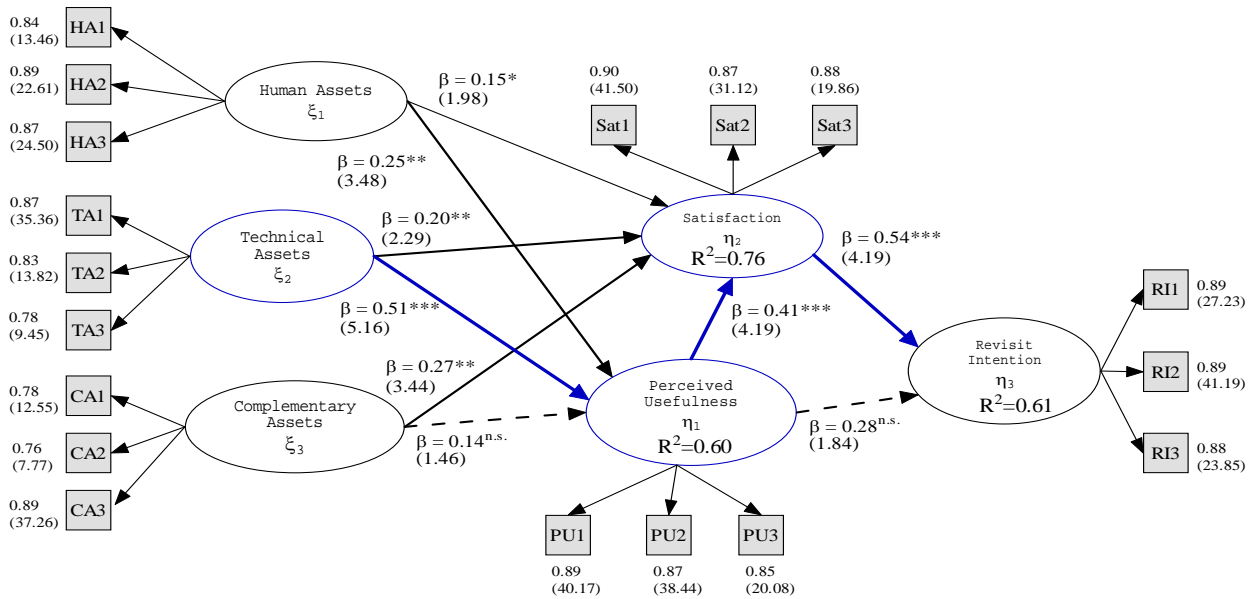 0.84
(13.46)
HA1
0.89
(22.61)
HA2
0.87
(24.50)
HA3
Human Assets
ξ1
β = 0.15*
(1.98)
β = 0.25**
(3.48)
0.90
(41.50)
Sat1
0.87
(31.12)
Sat2
0.88
(19.86)
Sat3
0.87
(35.36)
TA1
0.83
(13.82)
TA2
0.78
(9.45)
TA3
Technical
Assets
ξ2
β = 0.20**
(2.29)
β = 0.51***
(5.16)
Satisfaction
η2
R²=0.76
β = 0.54***
(4.19)
β = 0.41***
(4.19)
0.78
(12.55)
CA1
0.76
(7.77)
CA2
0.89
(37.26)
CA3
Complementary
Assets
ξ3
β = 0.27**
(3.44)
β = 0.14n.s.
(1.46)
Perceived
Usefulness
η1
R²=0.60
β = 0.28n.s.
(1.84)
Revisit
Intention
η3
R²=0.61
RI1
0.89
(27.23)
RI2
0.89
(41.19)
RI3
0.88
(23.85)
PU1
0.89
(40.17)
PU2
0.87
(38.44)
PU3
0.85
(20.08)